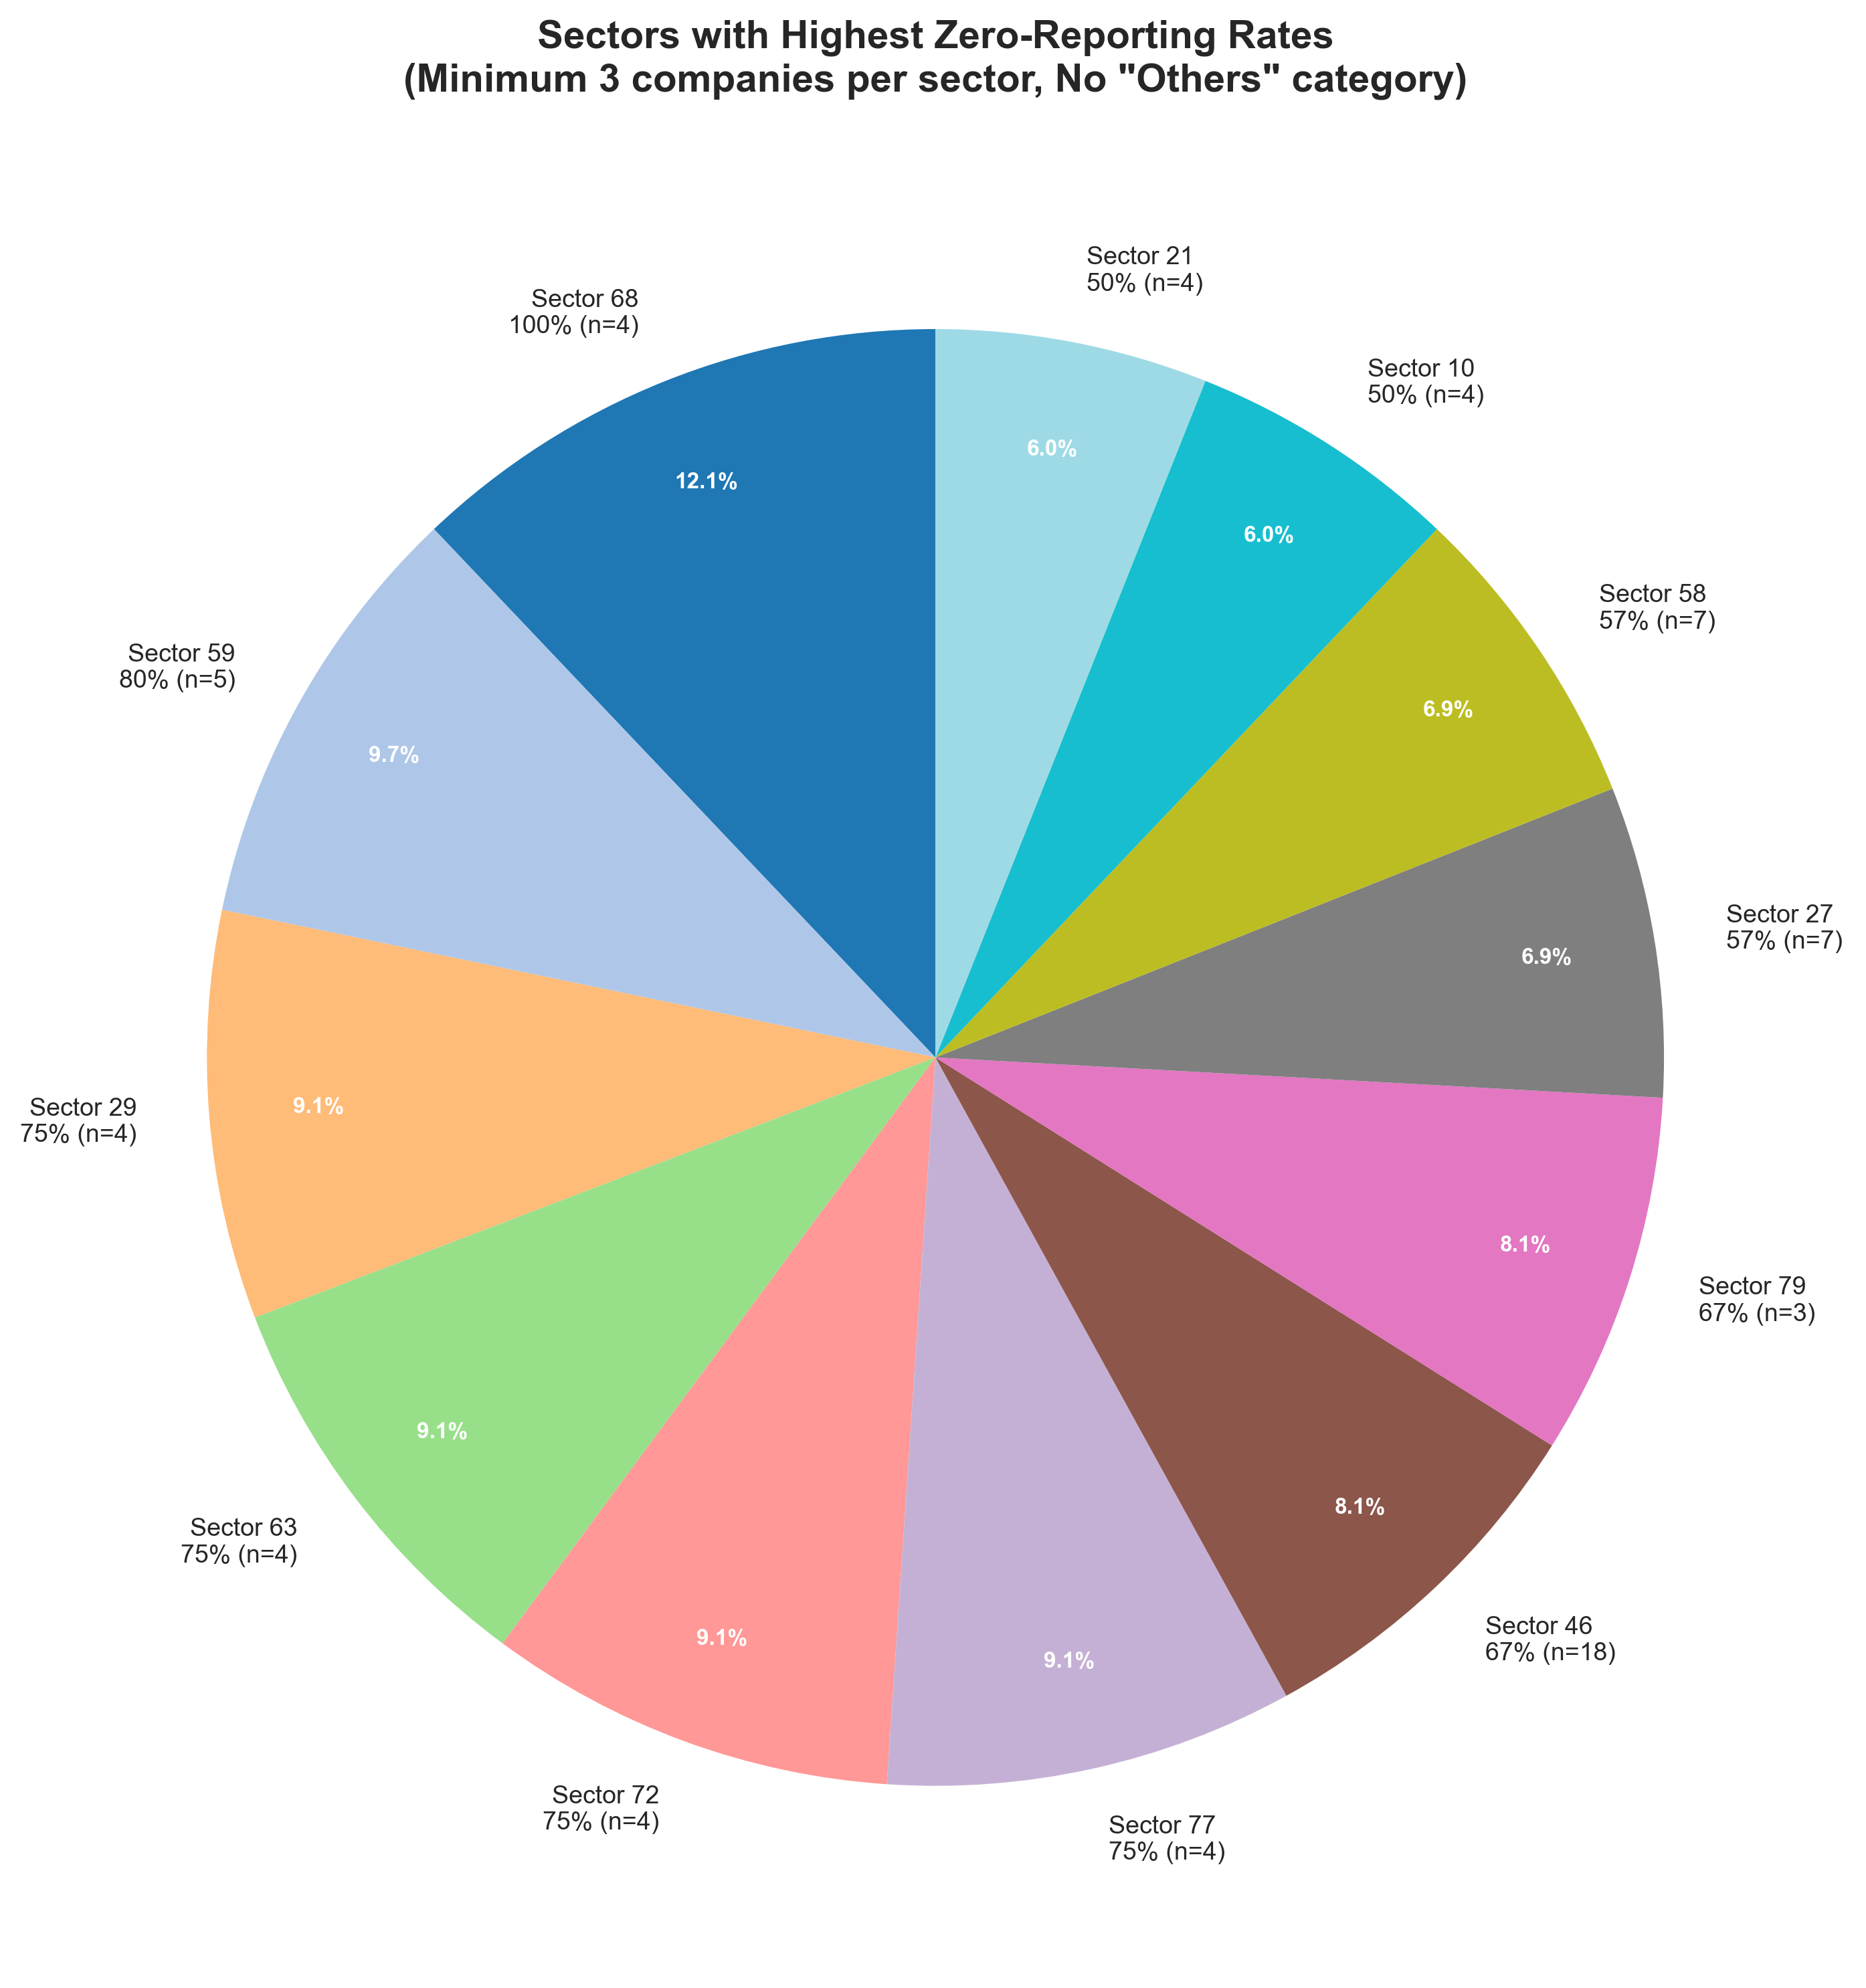 Sectors with Highest Zero-Reporting Rates
(Minimum 3 companies per sector, No "Others" category)
Sector 68
100% (n=4)
12.1%
Sector 59
80% (n=5)
9.7%
Sector 29
75% (n=4)
9.1%
Sector 63
75% (n=4)
9.1%
Sector 72
75% (n=4)
9.1%
Sector 77
75% (n=4)
9.1%
Sector 46
67% (n=18)
8.1%
Sector 79
67% (n=3)
8.1%
Sector 27
57% (n=7)
6.9%
Sector 58
57% (n=7)
6.9%
Sector 10
50% (n=4)
6.0%
Sector 21
50% (n=4)
6.0%